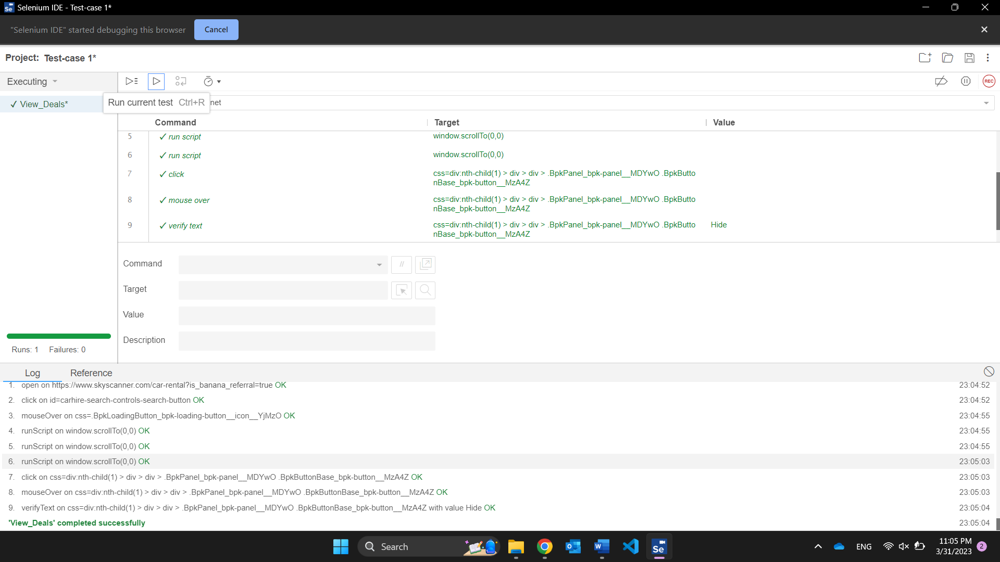 Selenium IDE - Test-case 1*
"Selenium IDE" started debugging this browser Cancel
Project: Test-case 1*
Executing
REC
✓ View_Deals*
Run current test Ctrl+R
net
Command Target Value
5 ✓ run script window.scrollTo(0,0)
6 ✓ run script window.scrollTo(0,0)
7 ✓ click css=div:nth-child(1) > div > div > .BpkPanel_bpk-panel__MDYwO .BpkButto
nBase_bpk-button__MzA4Z
8 ✓ mouse over css=div:nth-child(1) > div > div > .BpkPanel_bpk-panel__MDYwO .BpkButto
nBase_bpk-button__MzA4Z
9 ✓ verify text css=div:nth-child(1) > div > div > .BpkPanel_bpk-panel__MDYwO .BpkButto Hide
nBase_bpk-button__MzA4Z
Command //
Target
Value
Description
Runs: 1 Failures: 0
Log Reference
1. open on https://www.skyscanner.com/car-rental?is_banana_referral=true OK 23:04:52
2. click on id=carhire-search-controls-search-button OK 23:04:52
3. mouseOver on css=.BpkLoadingButton_bpk-loading-button__icon__YjMzO OK 23:04:55
4. runScript on window.scrollTo(0,0) OK 23:04:55
5. runScript on window.scrollTo(0,0) OK 23:04:55
6. runScript on window.scrollTo(0,0) OK 23:05:03
7. click on css=div:nth-child(1) > div > div > .BpkPanel_bpk-panel__MDYwO .BpkButtonBase_bpk-button__MzA4Z OK 23:05:03
8. mouseOver on css=div:nth-child(1) > div > div > .BpkPanel_bpk-panel__MDYwO .BpkButtonBase_bpk-button__MzA4Z OK 23:05:03
9. verifyText on css=div:nth-child(1) > div > div > .BpkPanel_bpk-panel__MDYwO .BpkButtonBase_bpk-button__MzA4Z with value Hide OK 23:05:04
'View_Deals' completed successfully 23:05:04
Search
ENG
11:05 PM
3/31/2023
2